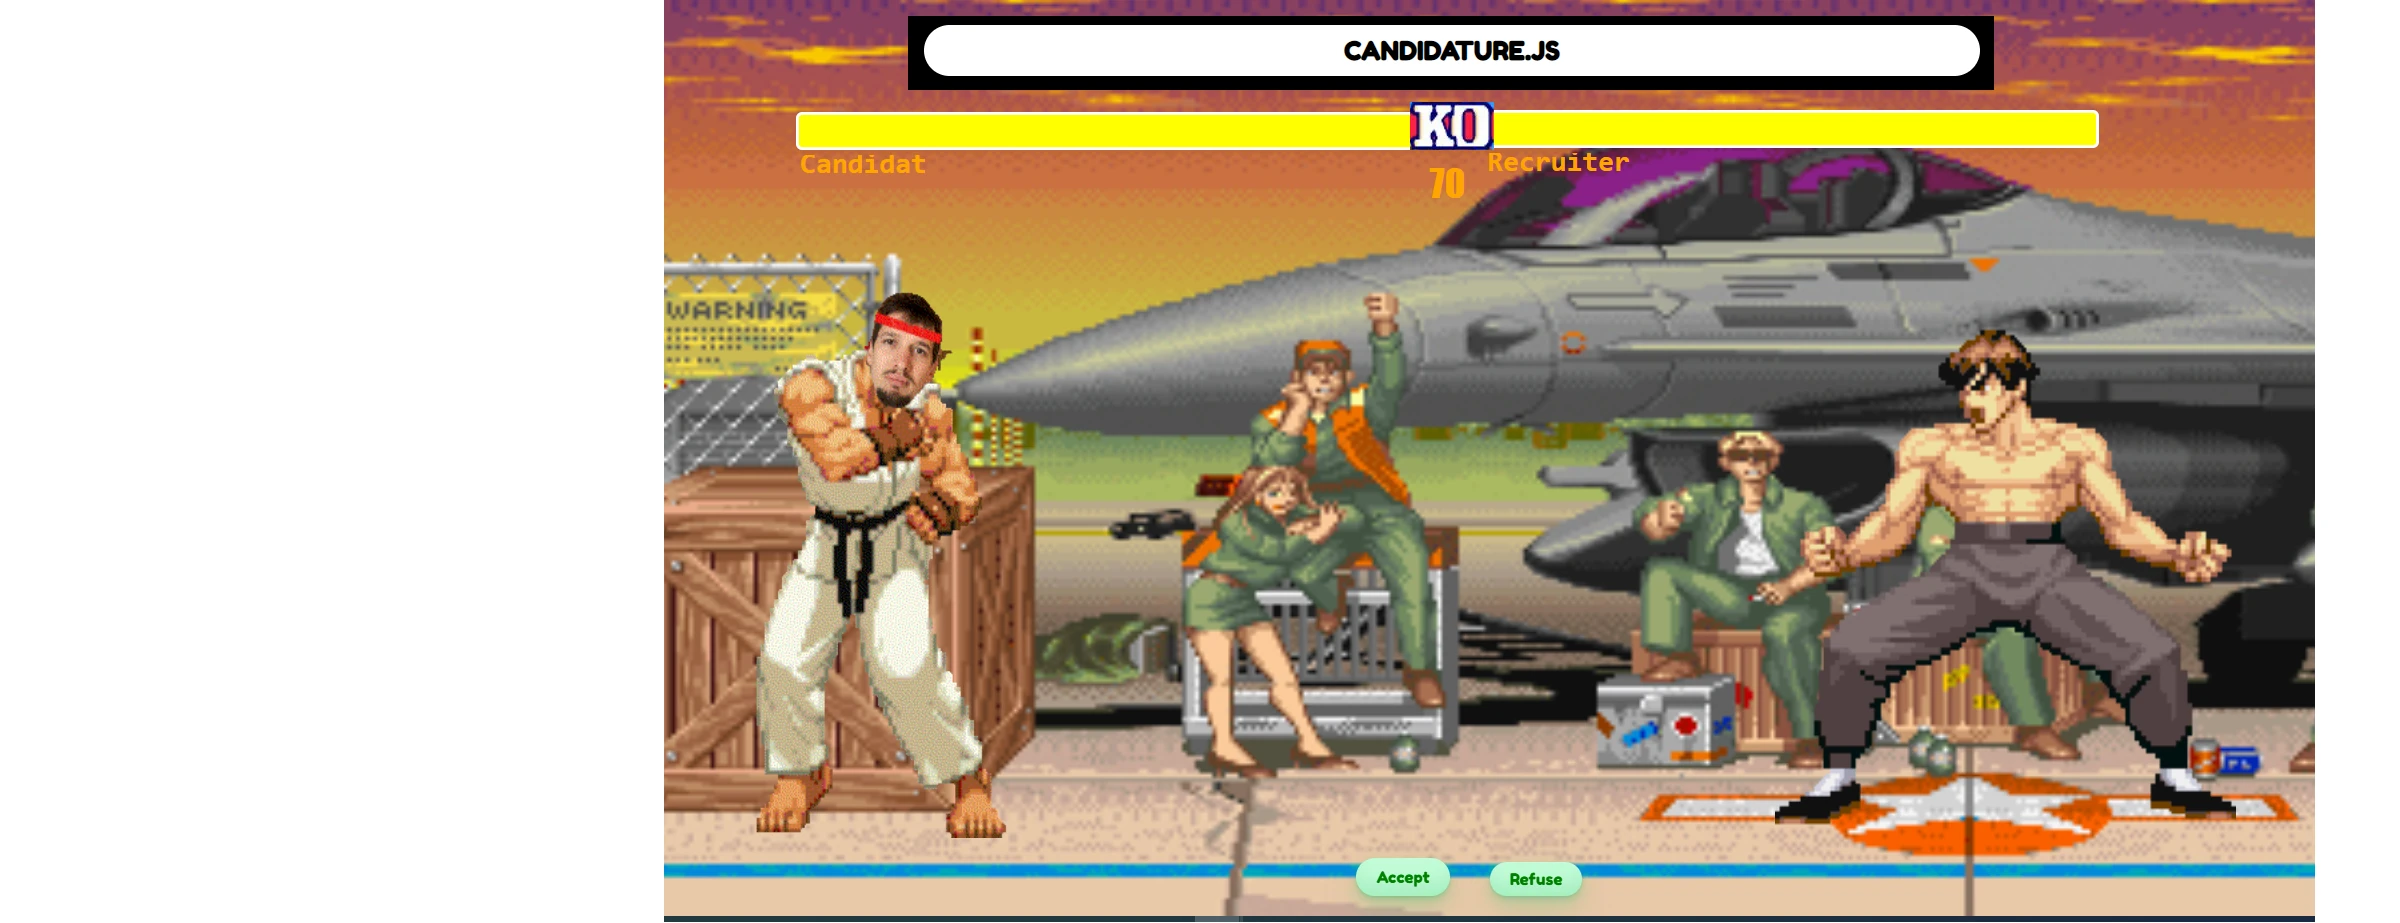 CANDIDATURE.JS
KO
Candidat
Recruiter
70
WARNING
Accept
Refuse